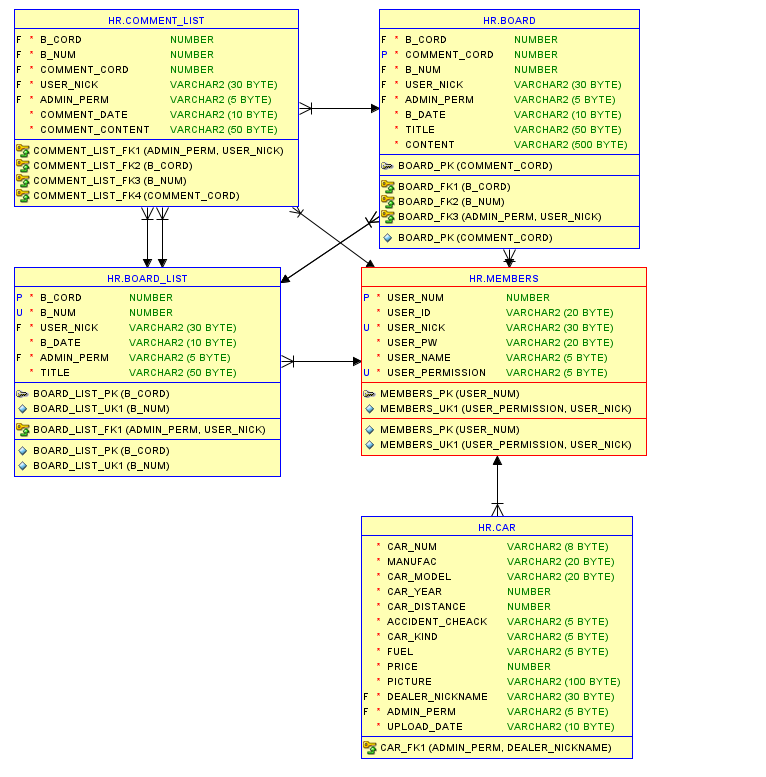 HR.COMMENT_LIST
F * B_CORD NUMBER
F * B_NUM NUMBER
F * COMMENT_CORD NUMBER
F * USER_NICK VARCHAR2 (30 BYTE)
F * ADMIN_PERM VARCHAR2 (5 BYTE)
* COMMENT_DATE VARCHAR2 (10 BYTE)
* COMMENT_CONTENT VARCHAR2 (50 BYTE)
COMMENT_LIST_FK1 (ADMIN_PERM, USER_NICK)
COMMENT_LIST_FK2 (B_CORD)
COMMENT_LIST_FK3 (B_NUM)
COMMENT_LIST_FK4 (COMMENT_CORD)
HR.BOARD
F * B_CORD NUMBER
P * COMMENT_CORD NUMBER
F * B_NUM NUMBER
F * USER_NICK VARCHAR2 (30 BYTE)
F * ADMIN_PERM VARCHAR2 (5 BYTE)
* B_DATE VARCHAR2 (10 BYTE)
* TITLE VARCHAR2 (50 BYTE)
* CONTENT VARCHAR2 (500 BYTE)
BOARD_PK (COMMENT_CORD)
BOARD_FK1 (B_CORD)
BOARD_FK2 (B_NUM)
BOARD_FK3 (ADMIN_PERM, USER_NICK)
BOARD_PK (COMMENT_CORD)
HR.BOARD_LIST
P * B_CORD NUMBER
U * B_NUM NUMBER
F * USER_NICK VARCHAR2 (30 BYTE)
* B_DATE VARCHAR2 (10 BYTE)
F * ADMIN_PERM VARCHAR2 (5 BYTE)
* TITLE VARCHAR2 (50 BYTE)
BOARD_LIST_PK (B_CORD)
BOARD_LIST_UK1 (B_NUM)
BOARD_LIST_FK1 (ADMIN_PERM, USER_NICK)
BOARD_LIST_PK (B_CORD)
BOARD_LIST_UK1 (B_NUM)
HR.MEMBERS
P * USER_NUM NUMBER
* USER_ID VARCHAR2 (20 BYTE)
U * USER_NICK VARCHAR2 (30 BYTE)
* USER_PW VARCHAR2 (20 BYTE)
* USER_NAME VARCHAR2 (5 BYTE)
U * USER_PERMISSION VARCHAR2 (5 BYTE)
MEMBERS_PK (USER_NUM)
MEMBERS_UK1 (USER_PERMISSION, USER_NICK)
MEMBERS_PK (USER_NUM)
MEMBERS_UK1 (USER_PERMISSION, USER_NICK)
HR.CAR
* CAR_NUM VARCHAR2 (8 BYTE)
* MANUFAC VARCHAR2 (20 BYTE)
* CAR_MODEL VARCHAR2 (20 BYTE)
* CAR_YEAR NUMBER
* CAR_DISTANCE NUMBER
* ACCIDENT_CHEACK VARCHAR2 (5 BYTE)
* CAR_KIND VARCHAR2 (5 BYTE)
* FUEL VARCHAR2 (5 BYTE)
* PRICE NUMBER
* PICTURE VARCHAR2 (100 BYTE)
F * DEALER_NICKNAME VARCHAR2 (30 BYTE)
F * ADMIN_PERM VARCHAR2 (5 BYTE)
* UPLOAD_DATE VARCHAR2 (10 BYTE)
CAR_FK1 (ADMIN_PERM, DEALER_NICKNAME)